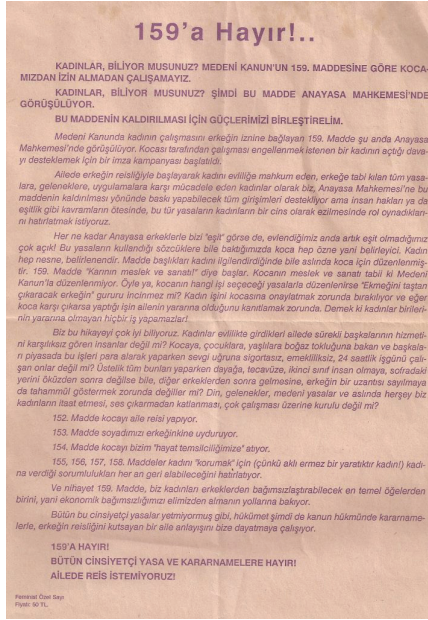 159'a Hayır!..
KADINLAR, BİLİYOR MUSUNUZ? MEDENİ KANUN'UN 159. MADDESİNE GÖRE KOCA-
MIZDAN İZİN ALMADAN ÇALIŞAMAYIZ.
KADINLAR, BİLİYOR MUSUNUZ? ŞİMDİ BU MADDE ANAYASA MAHKEMESİ'NDE
GÖRÜŞÜLÜYOR.
BU MADDENİN KALDIRILMASI İÇİN GÜÇLERİMİZİ BİRLEŞTİRELİM.
Medeni Kanunda kadının çalışmasını erkeğin iznine bağlayan 159. Madde şu anda Anayasa
Mahkemesi'nde görüşülüyor. Kocası tarafından çalışması engellenmek istenen bir kadının açtığı dava-
yı desteklemek için bir imza kampanyası başlatıldı.
Ailede erkeğin reisliğiyle başlayarak kadını evliliğe mahkum eden, erkeğe tabi kılan tüm yasa-
lara, geleneklere, uygulamalara karşı mücadele eden kadınlar olarak biz, Anayasa Mahkemesi'ne bu
maddenin kaldırılması yönünde baskı yapabilecek tüm girişimleri destekliyor ama insan hakları ya da
eşitlik gibi kavramların ötesinde, bu tür yasaların kadınların bir cins olarak ezilmesinde rol oynadıkları-
nı hatırlatmak istiyoruz.
Her ne kadar Anayasa erkeklerle bizi "eşit" görse de, evlendiğimiz anda artık eşit olmadığımız
çok açık! Bu yasaların kullandığı sözcüklere bile baktığımızda koca hep özne yani belirleyici. Kadın
hep nesne, belirlenendir. Madde başlıkları kadını ilgilendirdiğinde bile aslında koca için düzenlenmiş-
tir. 159. Madde "Karının meslek ve sanatı!" diye başlar. Kocanın meslek ve sanatı tabii ki Medeni
Kanun'la düzenlenmiyor. Öyle ya, kocanın hangi işi seçeceği yasalarla düzenlenirse "Ekmeğini taştan
çıkaracak erkeğin" gururu incinmez mi? Kadın işini kocasına onaylatmak zorunda bırakılıyor ve eğer
koca karşı çıkarsa yaptığı işin ailenin yararına olduğunu kanıtlamak zorunda. Demek ki kadınlar birileri-
nin yararına olmayan hiçbir iş yapamazlar!
Biz bu hikayeyi çok iyi biliyoruz. Kadınlar evlilikte girdikleri ailede sürekli başkalarının hizmeti-
ni karşılıksız gören insanlar değil mi? Kocaya, çocuklara, yaşlılara boğaz tokluğuna bakan ve başkala-
rı piyasada bu işleri para alarak yaparken sevgi uğruna sigortasız, emekliliksiz, 24 saatlik işgünü çalı-
şan onlar değil mi? Üstelik tüm bunları yaparken dayağa, tecavüze, ikinci sınıf insan olmaya, sofradaki
yerini öküzden sonra değilse bile, diğer erkeklerden sonra gelmesine, erkeğin bir uzantısı sayılmaya
da tahammül göstermek zorunda değiller mi? Din, gelenekler, medeni yasalar ve aslında herşey biz
kadınların itaat etmesi, ses çıkarmadan katlanması, çok çalışması üzerine kurulu değil mi?
152. Madde kocayı aile reisi yapıyor.
153. Madde soyadımızı erkeğinkine uyduruyor.
154. Madde kocayı bizim "hayat temsilciliğimize" atıyor.
155, 156, 157, 158. Maddeler kadını "korumak" için (çünkü aklı ermez bir yaratıktır kadın!) kadı-
na verdiği sorumlulukları her an geri alabileceğini hatırlatıyor.
Ve nihayet 159. Madde, biz kadınları erkeklerden bağımsızlaştırabilecek en temel öğelerden
birini, yani ekonomik bağımsızlığımızı elimizden almanın yollarına bakıyor.
Bütün bu cinsiyetçi yasalar yetmiyormuş gibi, hükümet şimdi de kanun hükmünde kararname-
lerle, erkeğin reisliğini kutsayan bir aile anlayışını bize dayatmaya çalışıyor.
159'A HAYIR!
BÜTÜN CİNSİYETÇİ YASA VE KARARNAMELERE HAYIR!
AİLEDE REİS İSTEMİYORUZ!
Feminist Özel Sayı
Fiyatı: 50 TL.